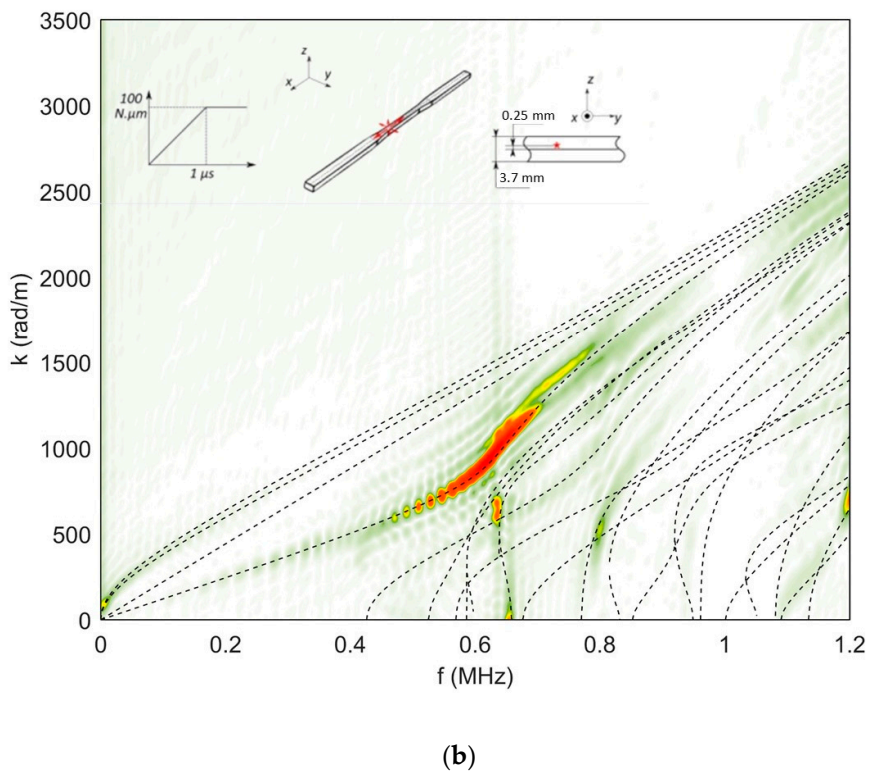 3500
3000
2500
2000
1500
1000
500
0
k (rad/m)
100
N.µm
1 µs
z
x
y
z
x
y
0.25 mm
3.7 mm
0
0.2
0.4
0.6
0.8
1
1.2
f (MHz)
(b)